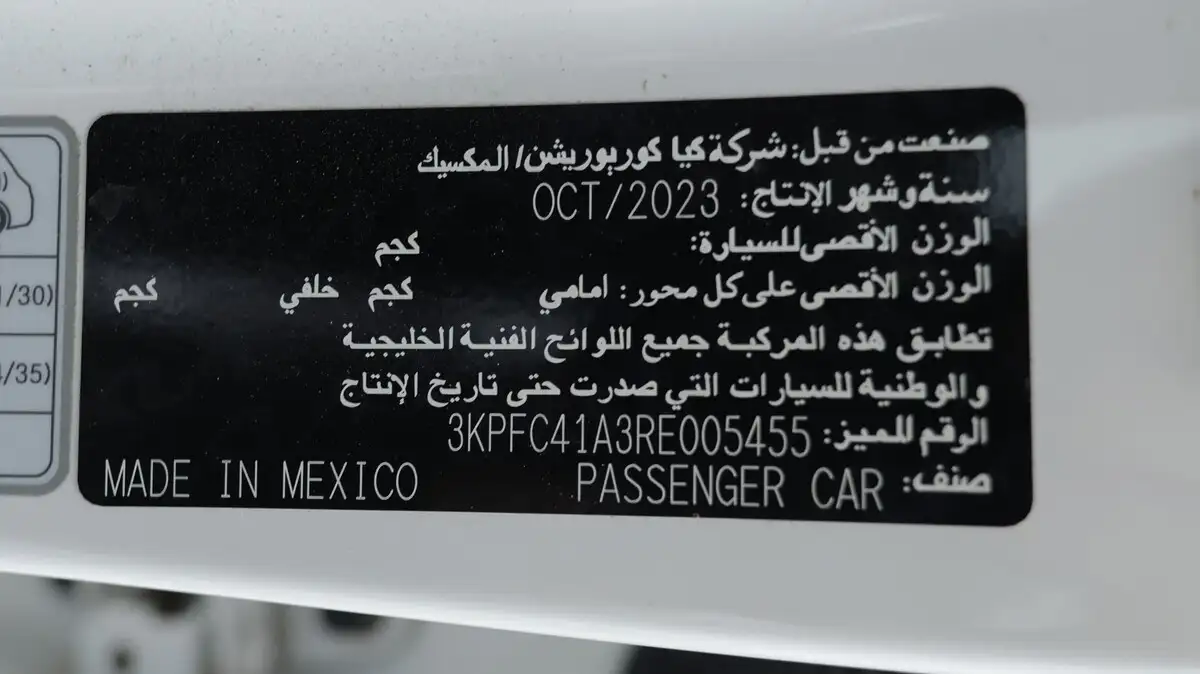 صنعت من قبل: شركة كيا كوربوريشن/ المكسيك
سنة وشهر الإنتاج: OCT/2023
الوزن الأقصى للسيارة: كجم
الوزن الأقصى على كل محور: امامي كجم خلفي كجم
تطابق هذه المركبة جميع اللوائح الفنية الخليجية
والوطنية للسيارات التي صدرت حتى تاريخ الإنتاج
الرقم المميز: 3KPFC41A3RE005455
صنف: PASSENGER CAR MADE IN MEXICO
/30)
/35)